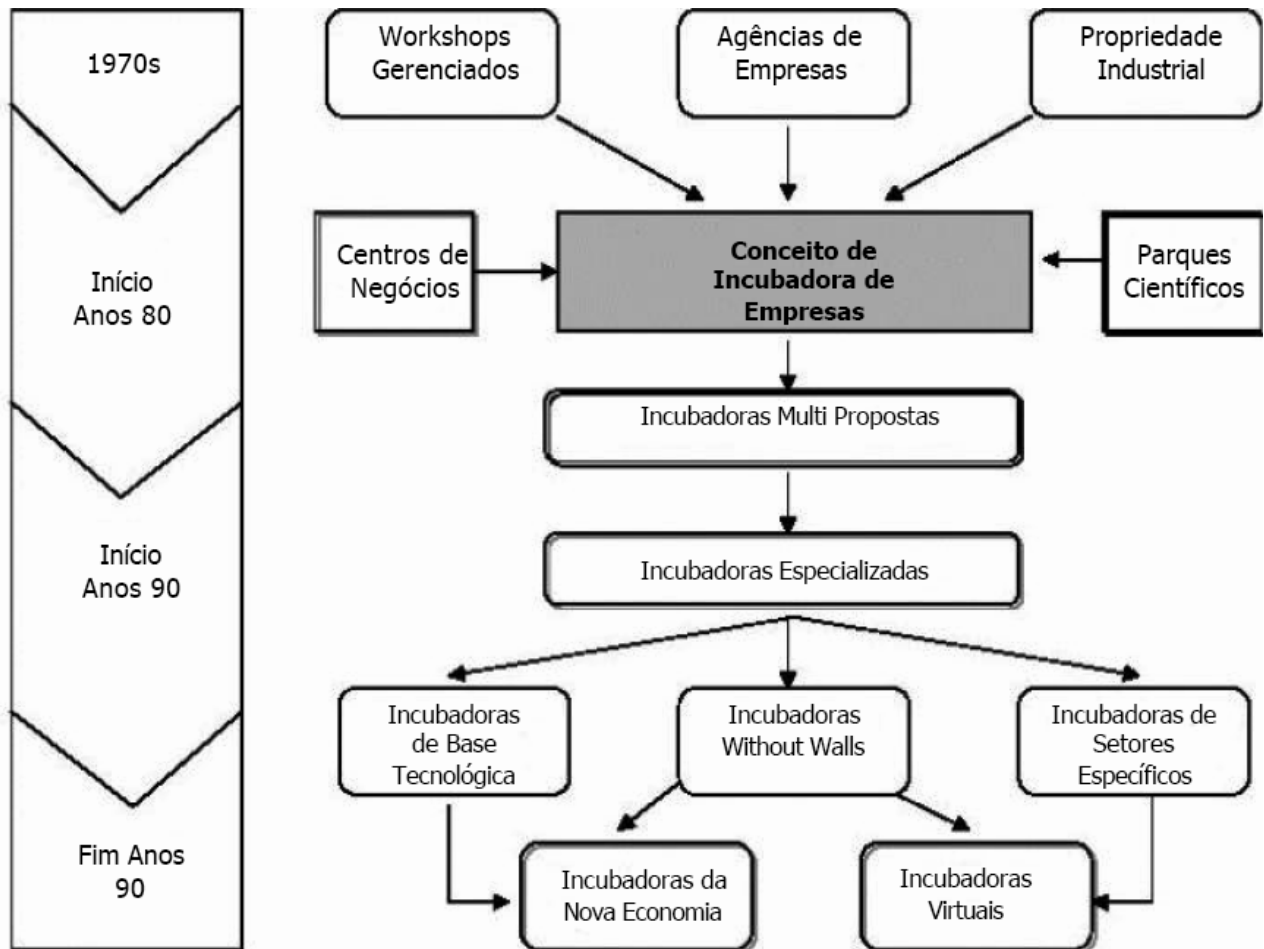 1970s
Workshops
Gerenciados
Agências de
Empresas
Propriedade
Industrial
Início
Anos 80
Centros de
Negócios
Conceito de
Incubadora de
Empresas
Parques
Científicos
Incubadoras Multi Propostas
Início
Anos 90
Incubadoras Especializadas
Incubadoras
de Base
Tecnológica
Incubadoras
Without Walls
Incubadoras de
Setores
Específicos
Fim Anos
90
Incubadoras da
Nova Economia
Incubadoras
Virtuais